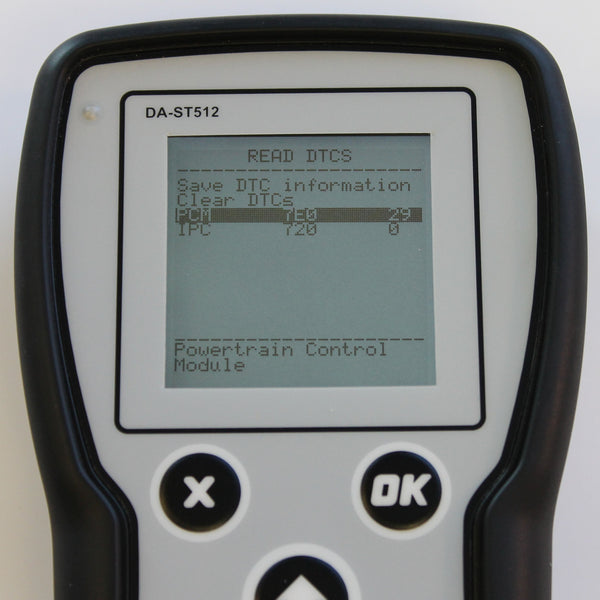 DA-ST512
READ DTCS
Save DTC information
Clear DTCs
PCM 7E0 29
IPC 720 0
Powertrain Control
Module
X OK